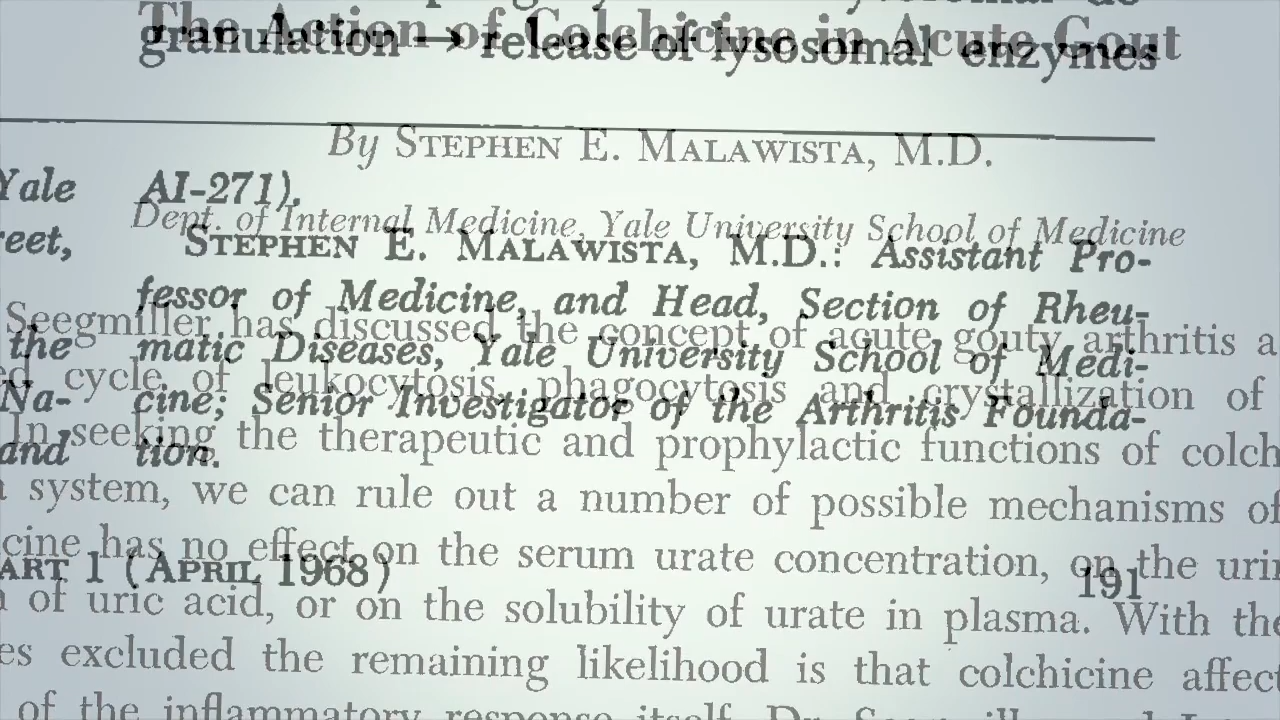 The Action of Colchicine in Acute Gout
granulation → release of lysosomal enzymes
By STEPHEN E. MALAWISTA, M.D.
Yale AI-271).
Dept. of Internal Medicine, Yale University School of Medicine
reet, STEPHEN E. MALAWISTA, M.D.: Assistant Pro-
fessor of Medicine, and Head, Section of Rheu-
Seegmiller has discussed the concept of acute gouty arthritis a
the matic Diseases, Yale University School of Medi-
ed cycle of leukocytosis, phagocytosis and crystallization of
Na- cine; Senior Investigator of the Arthritis Founda-
In seeking the therapeutic and prophylactic functions of colch
and tion.
system, we can rule out a number of possible mechanisms of
cine has no effect on the serum urate concentration, on the urin
ART 1 (APRIL 1968) 191
of uric acid, or on the solubility of urate in plasma. With the
es excluded the remaining likelihood is that colchicine affect
of the inflammatory response itself.